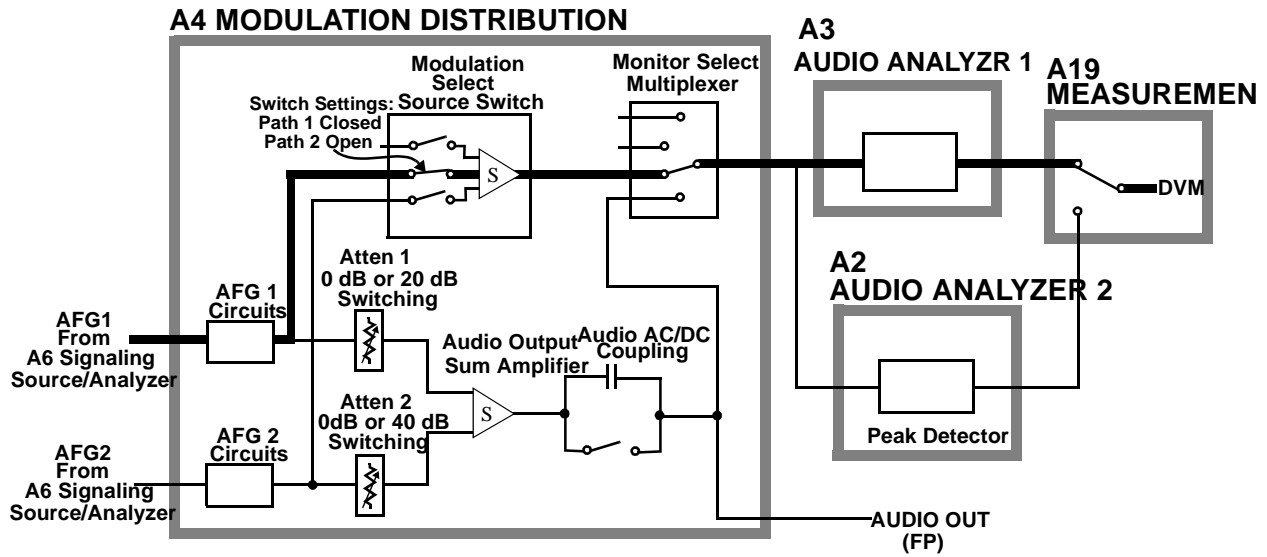 A4 MODULATION DISTRIBUTION
A3
AUDIO ANALYZR 1
A19
MEASUREMEN
Modulation
Select
Source Switch
Monitor Select
Multiplexer
Switch Settings:
Path 1 Closed
Path 2 Open
S
DVM
Atten 1
0 dB or 20 dB
Switching
A2
AUDIO ANALYZER 2
AFG 1
Circuits
AFG1
From
A6 Signaling
Source/Analyzer
Audio Output
Sum Amplifier
Audio AC/DC
Coupling
Atten 2
0dB or 40 dB
Switching
S
Peak Detector
AFG 2
Circuits
AFG2
From
A6 Signaling
Source/Analyzer
AUDIO OUT
(FP)